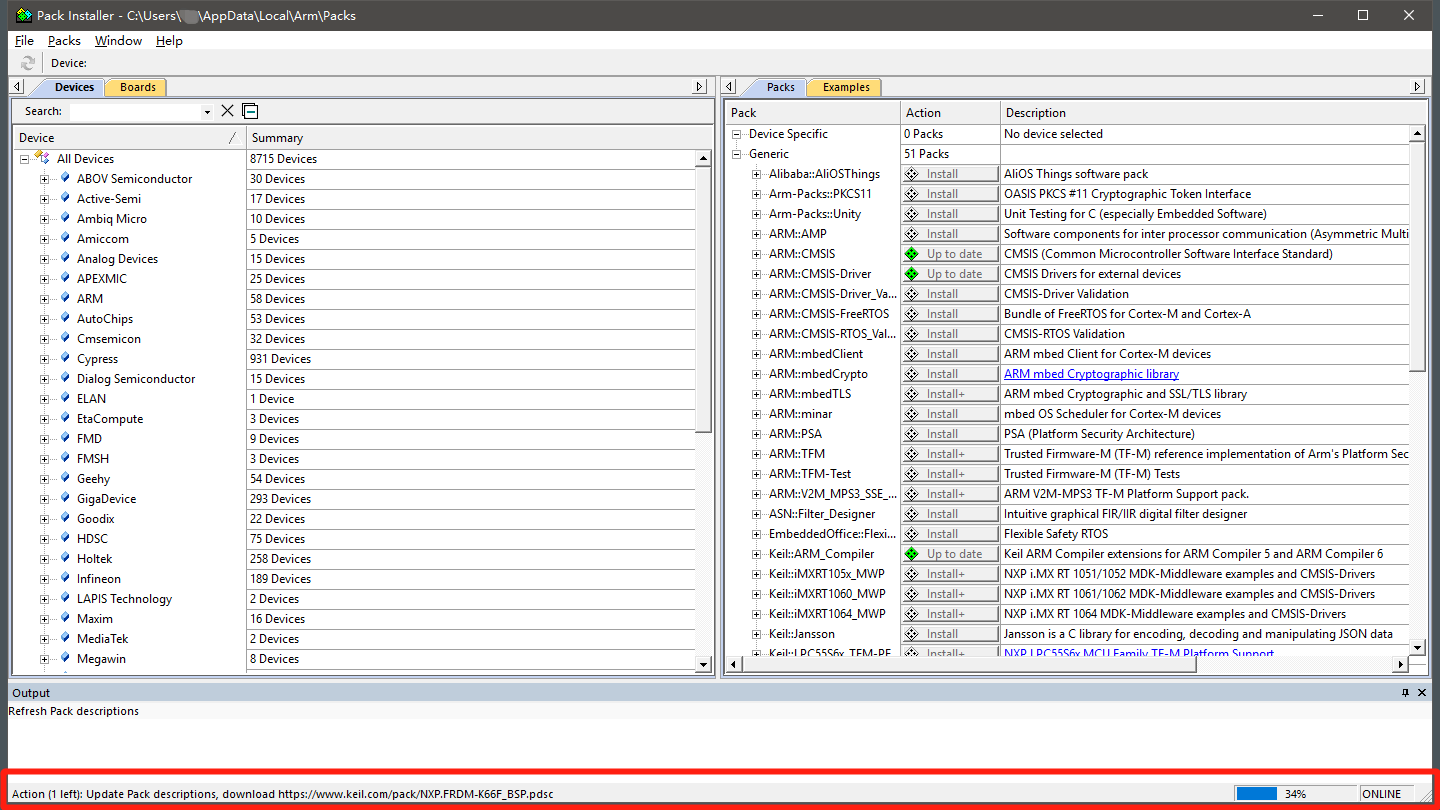 Pack Installer - C:\Users\ \AppData\Local\Arm\Packs
File Packs Window Help
Device:
Devices Boards
Search:
Device Summary
All Devices 8715 Devices
ABOV Semiconductor 30 Devices
Active-Semi 17 Devices
Ambiq Micro 10 Devices
Amiccom 5 Devices
Analog Devices 15 Devices
APEXMIC 25 Devices
ARM 58 Devices
AutoChips 53 Devices
Cmsemicon 32 Devices
Cypress 931 Devices
Dialog Semiconductor 15 Devices
ELAN 1 Device
EtaCompute 3 Devices
FMD 9 Devices
FMSH 3 Devices
Geehy 54 Devices
GigaDevice 293 Devices
Goodix 22 Devices
HDSC 75 Devices
Holtek 258 Devices
Infineon 189 Devices
LAPIS Technology 2 Devices
Maxim 16 Devices
MediaTek 2 Devices
Megawin 8 Devices
Packs Examples
Pack Action Description
Device Specific 0 Packs No device selected
Generic 51 Packs
Alibaba::AliOSThings Install AliOS Things software pack
Arm-Packs::PKCS11 Install OASIS PKCS #11 Cryptographic Token Interface
Arm-Packs::Unity Install Unit Testing for C (especially Embedded Software)
ARM::AMP Install Software components for inter processor communication (Asymmetric Multi
ARM::CMSIS Up to date CMSIS (Common Microcontroller Software Interface Standard)
ARM::CMSIS-Driver Up to date CMSIS Drivers for external devices
ARM::CMSIS-Driver_Va... Install CMSIS-Driver Validation
ARM::CMSIS-FreeRTOS Install Bundle of FreeRTOS for Cortex-M and Cortex-A
ARM::CMSIS-RTOS_Val... Install CMSIS-RTOS Validation
ARM::mbedClient Install ARM mbed Client for Cortex-M devices
ARM::mbedCrypto Install ARM mbed Cryptographic library
ARM::mbedTLS Install+ ARM mbed Cryptographic and SSL/TLS library
ARM::minar Install mbed OS Scheduler for Cortex-M devices
ARM::PSA Install PSA (Platform Security Architecture)
ARM::TFM Install+ Trusted Firmware-M (TF-M) reference implementation of Arm's Platform Sec
ARM::TFM-Test Install+ Trusted Firmware-M (TF-M) Tests
ARM::V2M_MPS3_SSE_... Install+ ARM V2M-MPS3 TF-M Platform Support pack.
ASN::Filter_Designer Install Intuitive graphical FIR/IIR digital filter designer
EmbeddedOffice::Flexi... Install Flexible Safety RTOS
Keil::ARM_Compiler Up to date Keil ARM Compiler extensions for ARM Compiler 5 and ARM Compiler 6
Keil::iMXRT105x_MWP Install+ NXP i.MX RT 1051/1052 MDK-Middleware examples and CMSIS-Drivers
Keil::iMXRT1060_MWP Install+ NXP i.MX RT 1061/1062 MDK-Middleware examples and CMSIS-Drivers
Keil::iMXRT1064_MWP Install+ NXP i.MX RT 1064 MDK-Middleware examples and CMSIS-Drivers
Keil::Jansson Install Jansson is a C library for encoding, decoding and manipulating JSON data
Keil::LPC55S6x_TFM-PF Install+ NXP LPC55S6x MCU Family TF-M Platform Support
Output
Refresh Pack descriptions
Action (1 left): Update Pack descriptions, download https://www.keil.com/pack/NXP.FRDM-K66F_BSP.pdsc 34% ONLINE